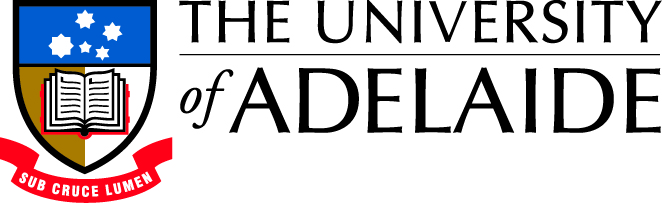 THE UNIVERSITY
of ADELAIDE
SUB CRUCE LUMEN